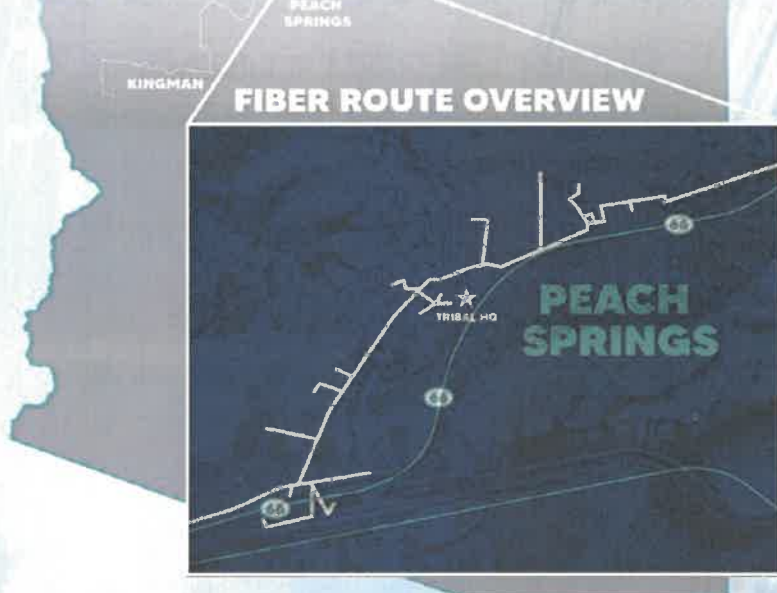 PEACH
SPRINGS
KINGMAN
FIBER ROUTE OVERVIEW
66
TRIBAL HQ
PEACH
SPRINGS
66
66